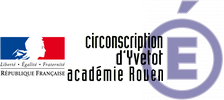 circonscription
d'Yvetot
académie Rouen
É
Liberté • Égalité • Fraternité
RÉPUBLIQUE FRANÇAISE